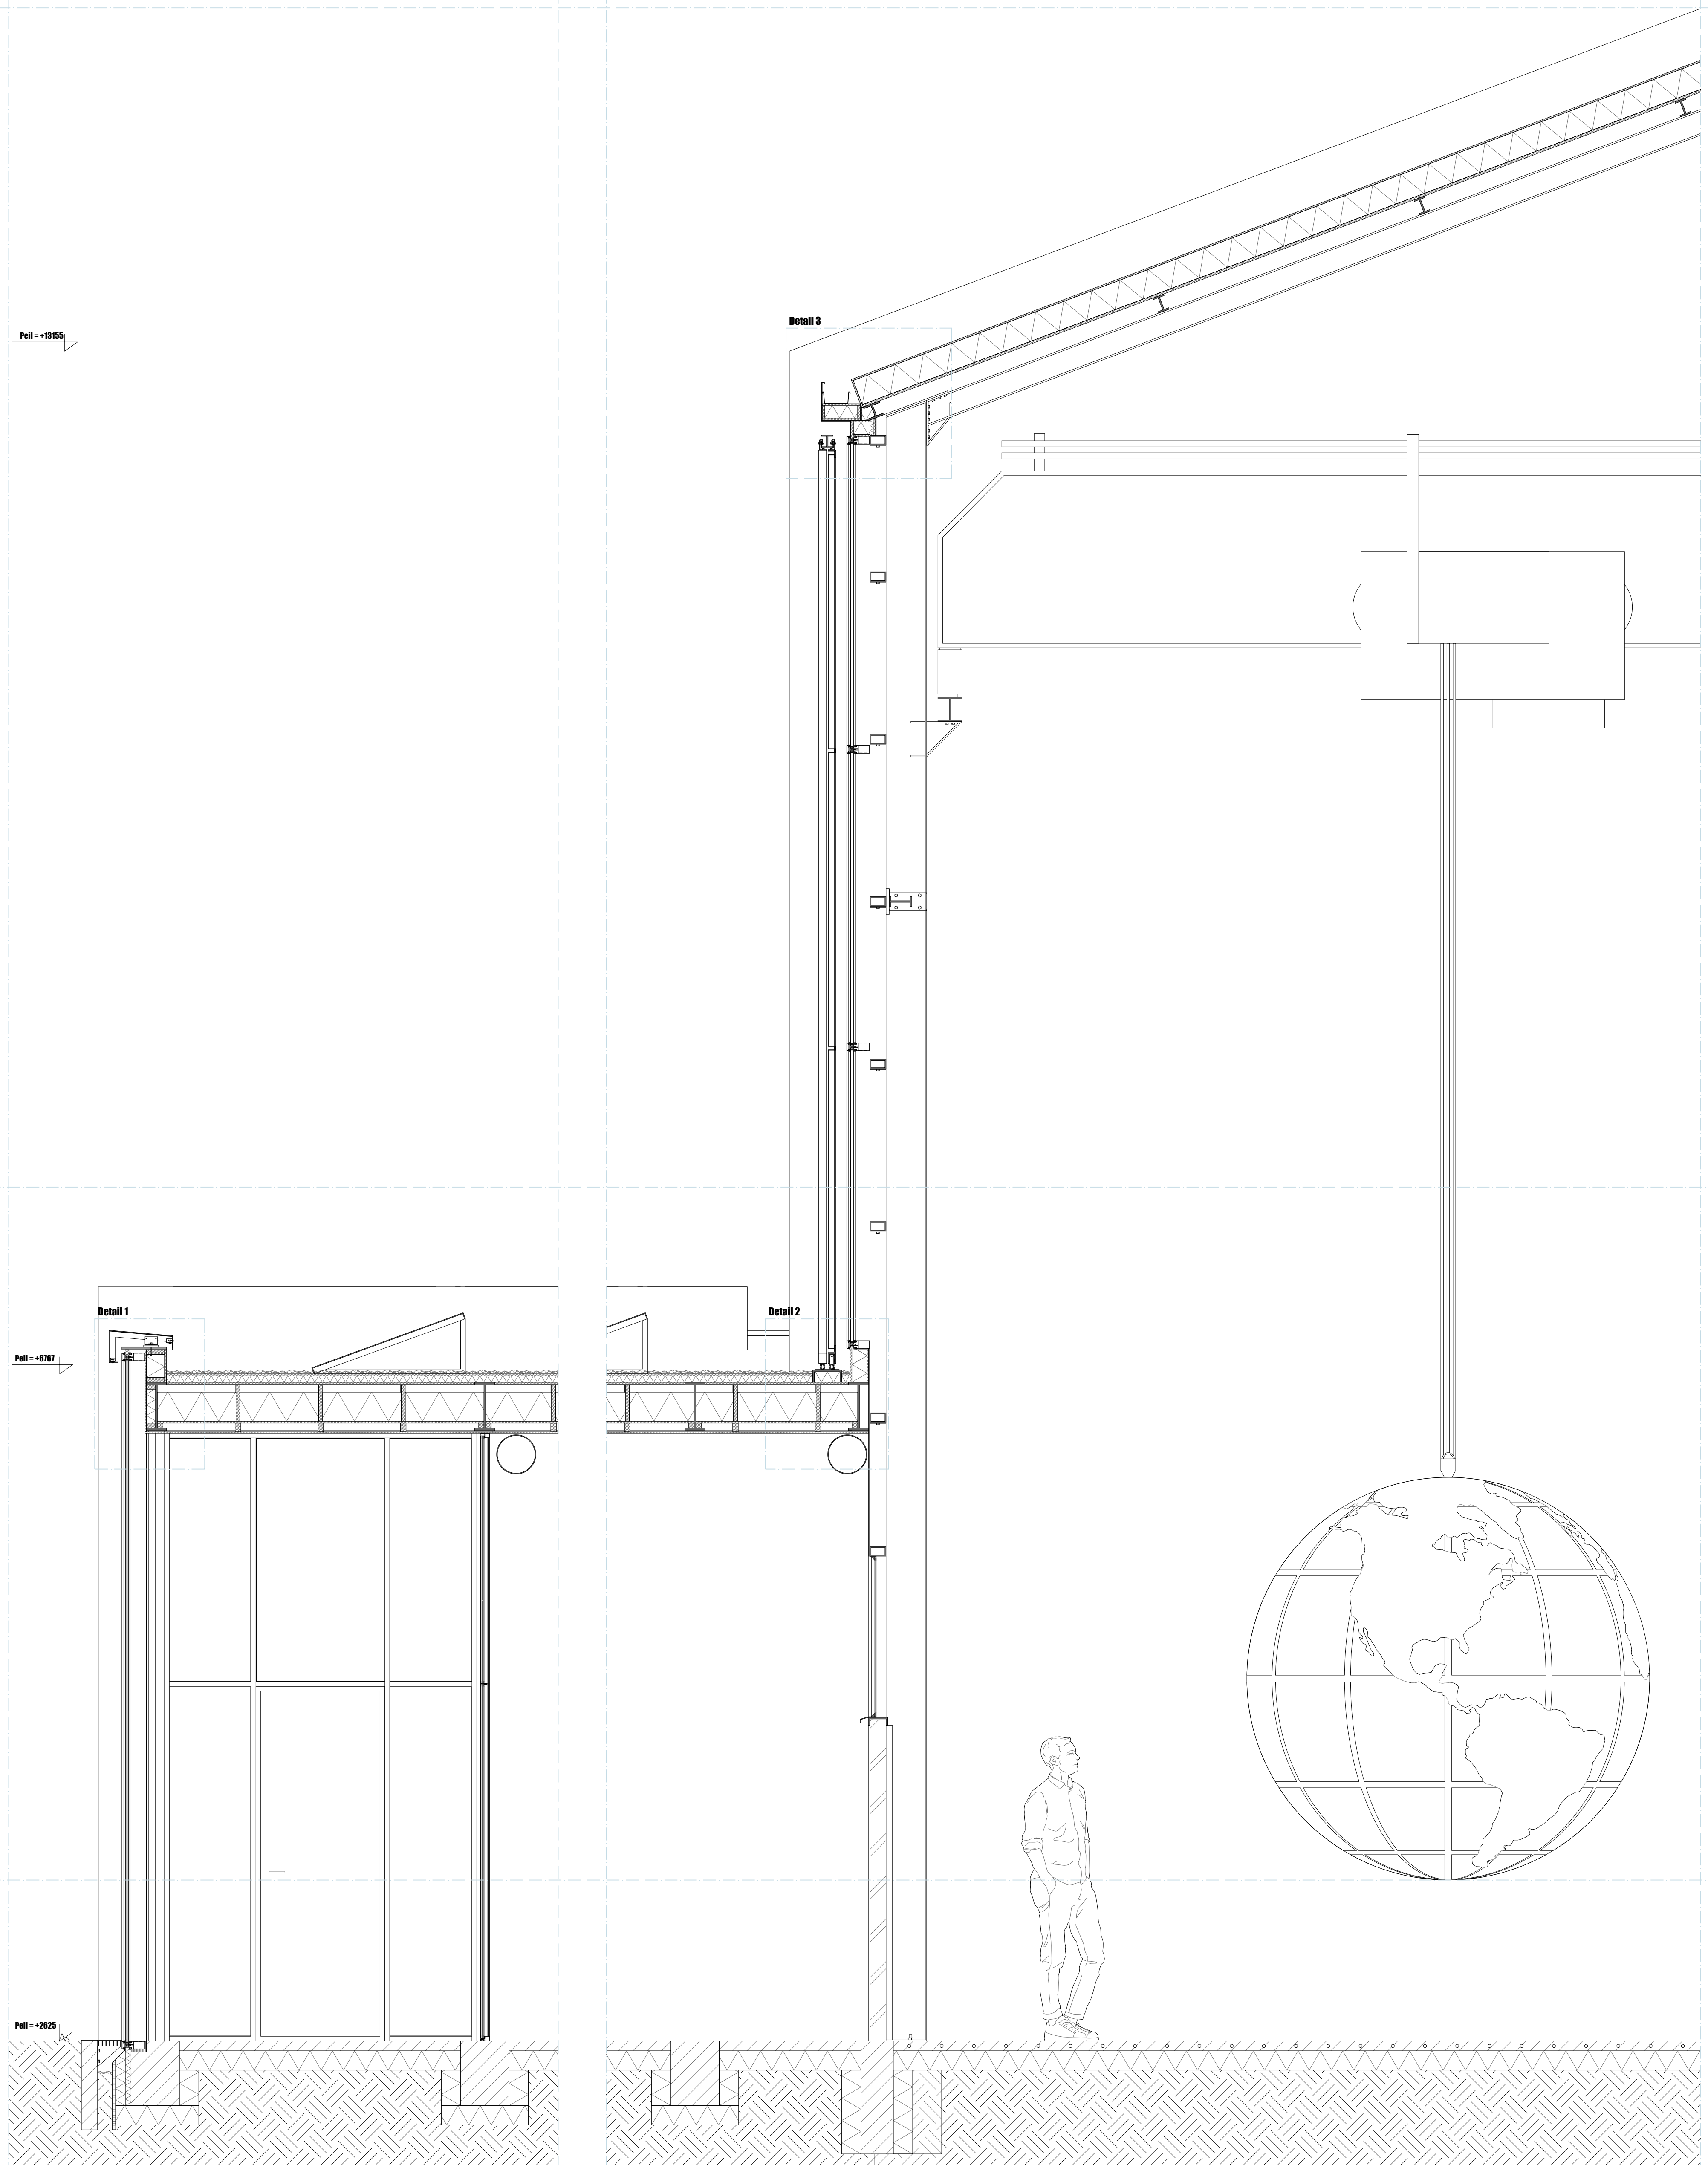 Detail 3
Peil = +13155
Detail 1
Detail 2
Peil = +6767
Peil = +2625